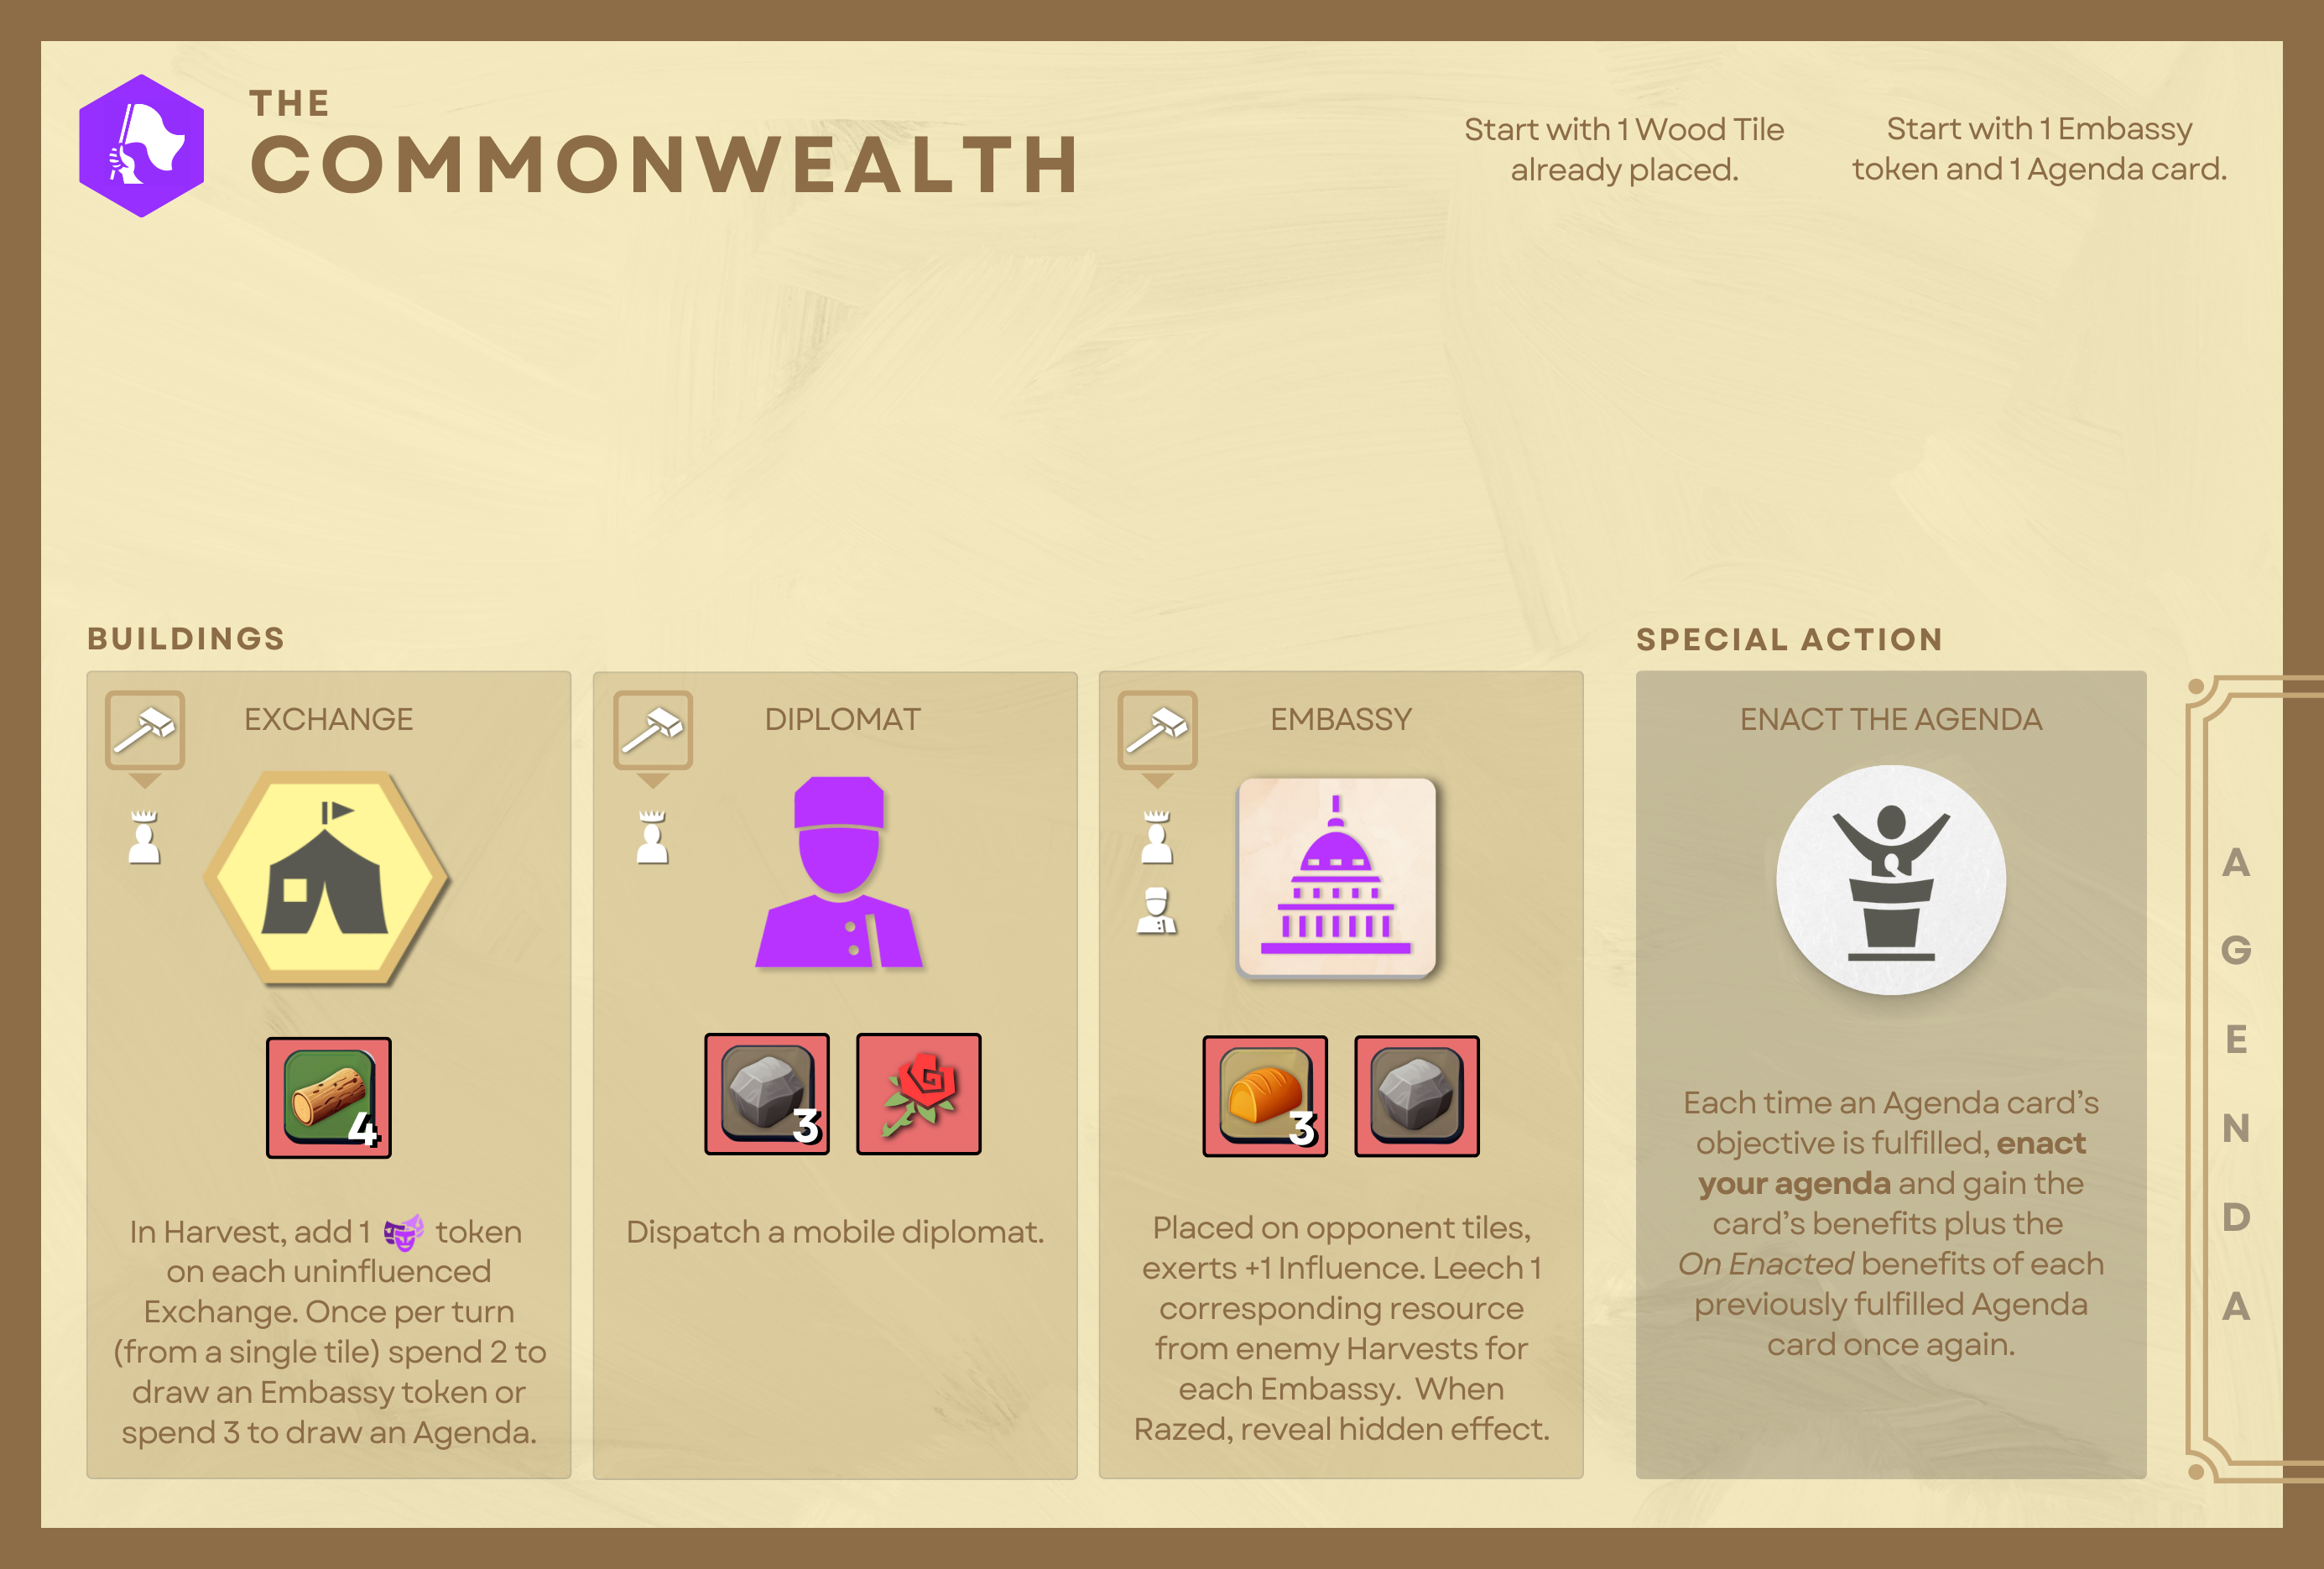 THE
COMMONWEALTH
Start with 1 Wood Tile
already placed.
Start with 1 Embassy
token and 1 Agenda card.
BUILDINGS
EXCHANGE
4
In Harvest, add 1 token
on each uninfluenced
Exchange. Once per turn
(from a single tile) spend 2 to
draw an Embassy token or
spend 3 to draw an Agenda.
DIPLOMAT
3
Dispatch a mobile diplomat.
EMBASSY
3
Placed on opponent tiles,
exerts +1 Influence. Leech 1
corresponding resource
from enemy Harvests for
each Embassy. When
Razed, reveal hidden effect.
SPECIAL ACTION
ENACT THE AGENDA
Each time an Agenda card's
objective is fulfilled, enact
your agenda and gain the
card's benefits plus the
On Enacted benefits of each
previously fulfilled Agenda
card once again.
AGENDA